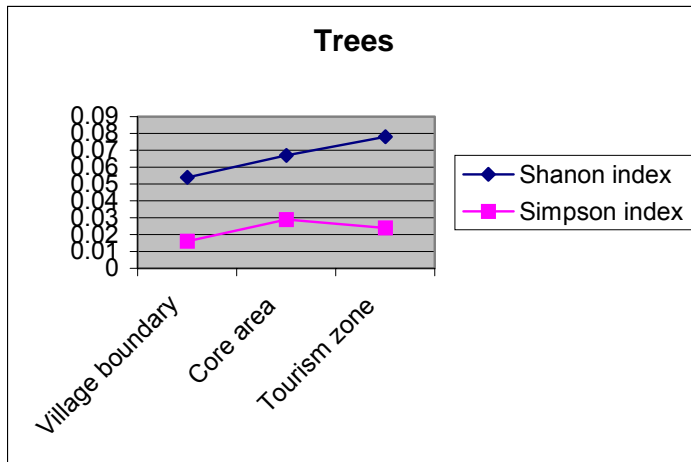 Trees
0.09
0.08
0.07
0.06
0.05
0.04
0.03
0.02
0.01
0
Village boundary
Core area
Tourism zone
Shanon index
Simpson index